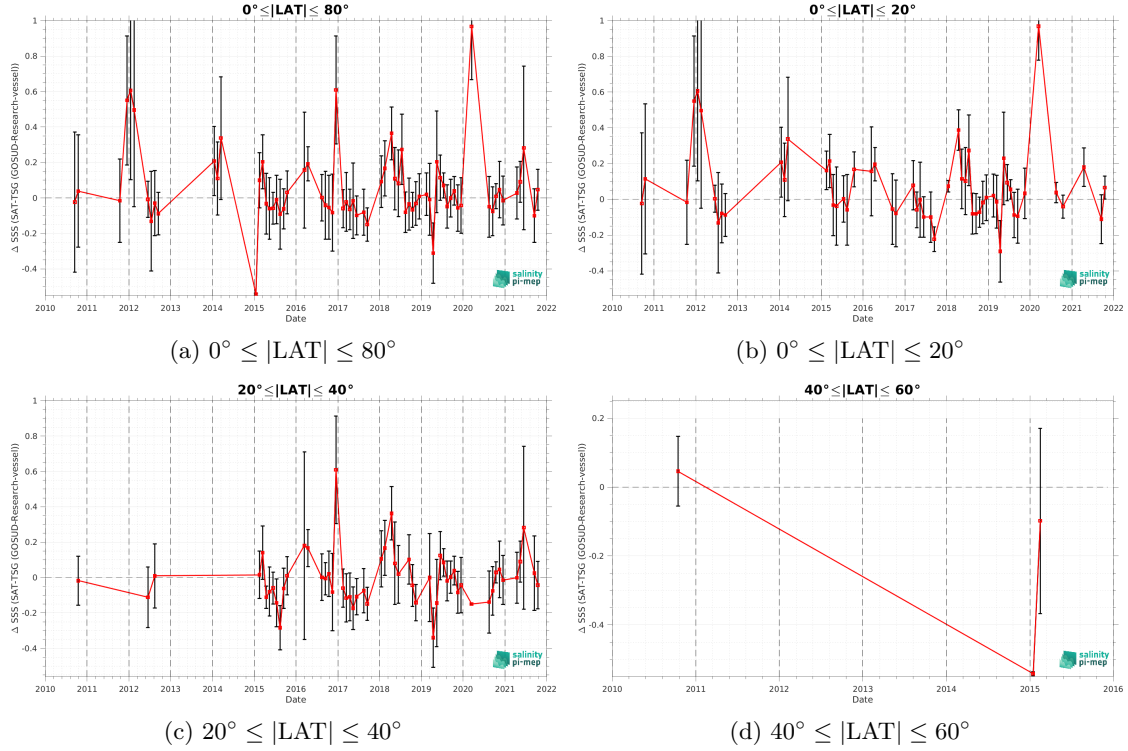 0°≤|LAT|≤ 80°
Δ SSS (SAT-TSG (GOSUD-Research-vessel))
1
0.8
0.6
0.4
0.2
0
-0.2
-0.4
2010 2011 2012 2013 2014 2015 2016 2017 2018 2019 2020 2021 2022
Date
salinity
pi-mep
(a) 0° ≤ |LAT| ≤ 80°
0°≤|LAT|≤ 20°
Δ SSS (SAT-TSG (GOSUD-Research-vessel))
1
0.8
0.6
0.4
0.2
0
-0.2
-0.4
2010 2011 2012 2013 2014 2015 2016 2017 2018 2019 2020 2021 2022
Date
salinity
pi-mep
(b) 0° ≤ |LAT| ≤ 20°
20°≤|LAT|≤ 40°
Δ SSS (SAT-TSG (GOSUD-Research-vessel))
1
0.8
0.6
0.4
0.2
0
-0.2
-0.4
2010 2011 2012 2013 2014 2015 2016 2017 2018 2019 2020 2021 2022
Date
salinity
pi-mep
(c) 20° ≤ |LAT| ≤ 40°
40°≤|LAT|≤ 60°
Δ SSS (SAT-TSG (GOSUD-Research-vessel))
0.2
0
-0.2
-0.4
2010 2011 2012 2013 2014 2015 2016
Date
salinity
pi-mep
(d) 40° ≤ |LAT| ≤ 60°